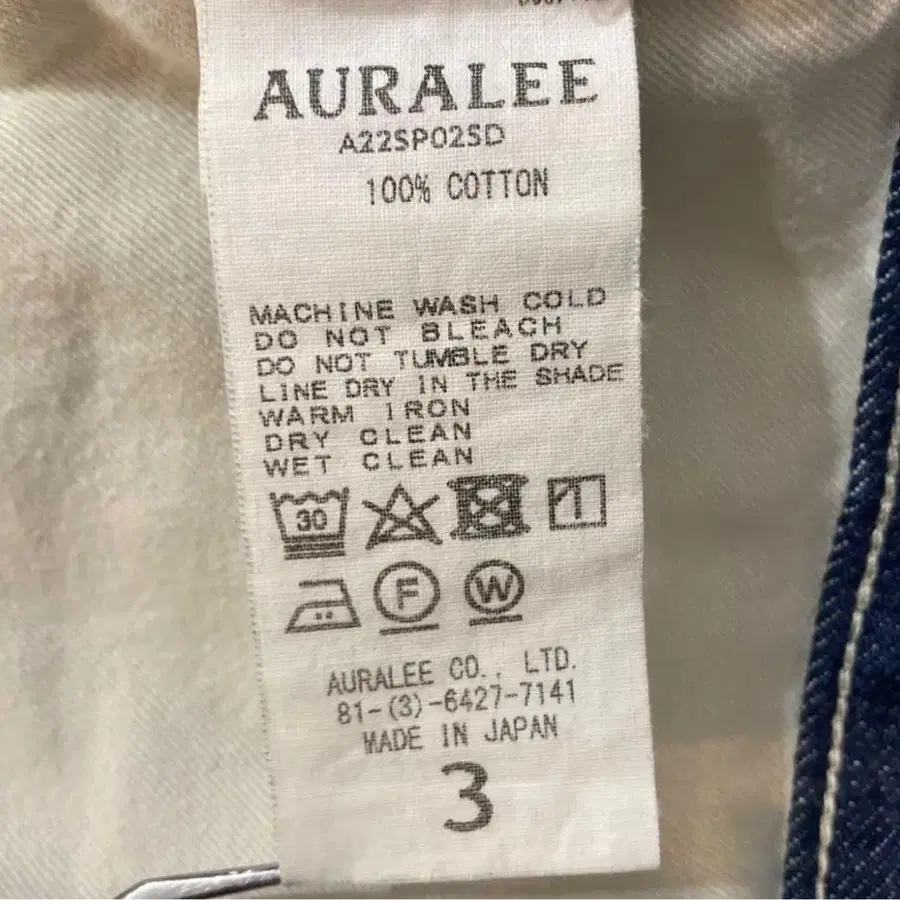 AURALEE
A22SP02SD
100% COTTON
MACHINE WASH COLD
DO NOT BLEACH
DO NOT TUMBLE DRY
LINE DRY IN THE SHADE
WARM IRON
DRY CLEAN
WET CLEAN
30
F W
AURALEE CO., LTD.
81-(3)-6427-7141
MADE IN JAPAN
3